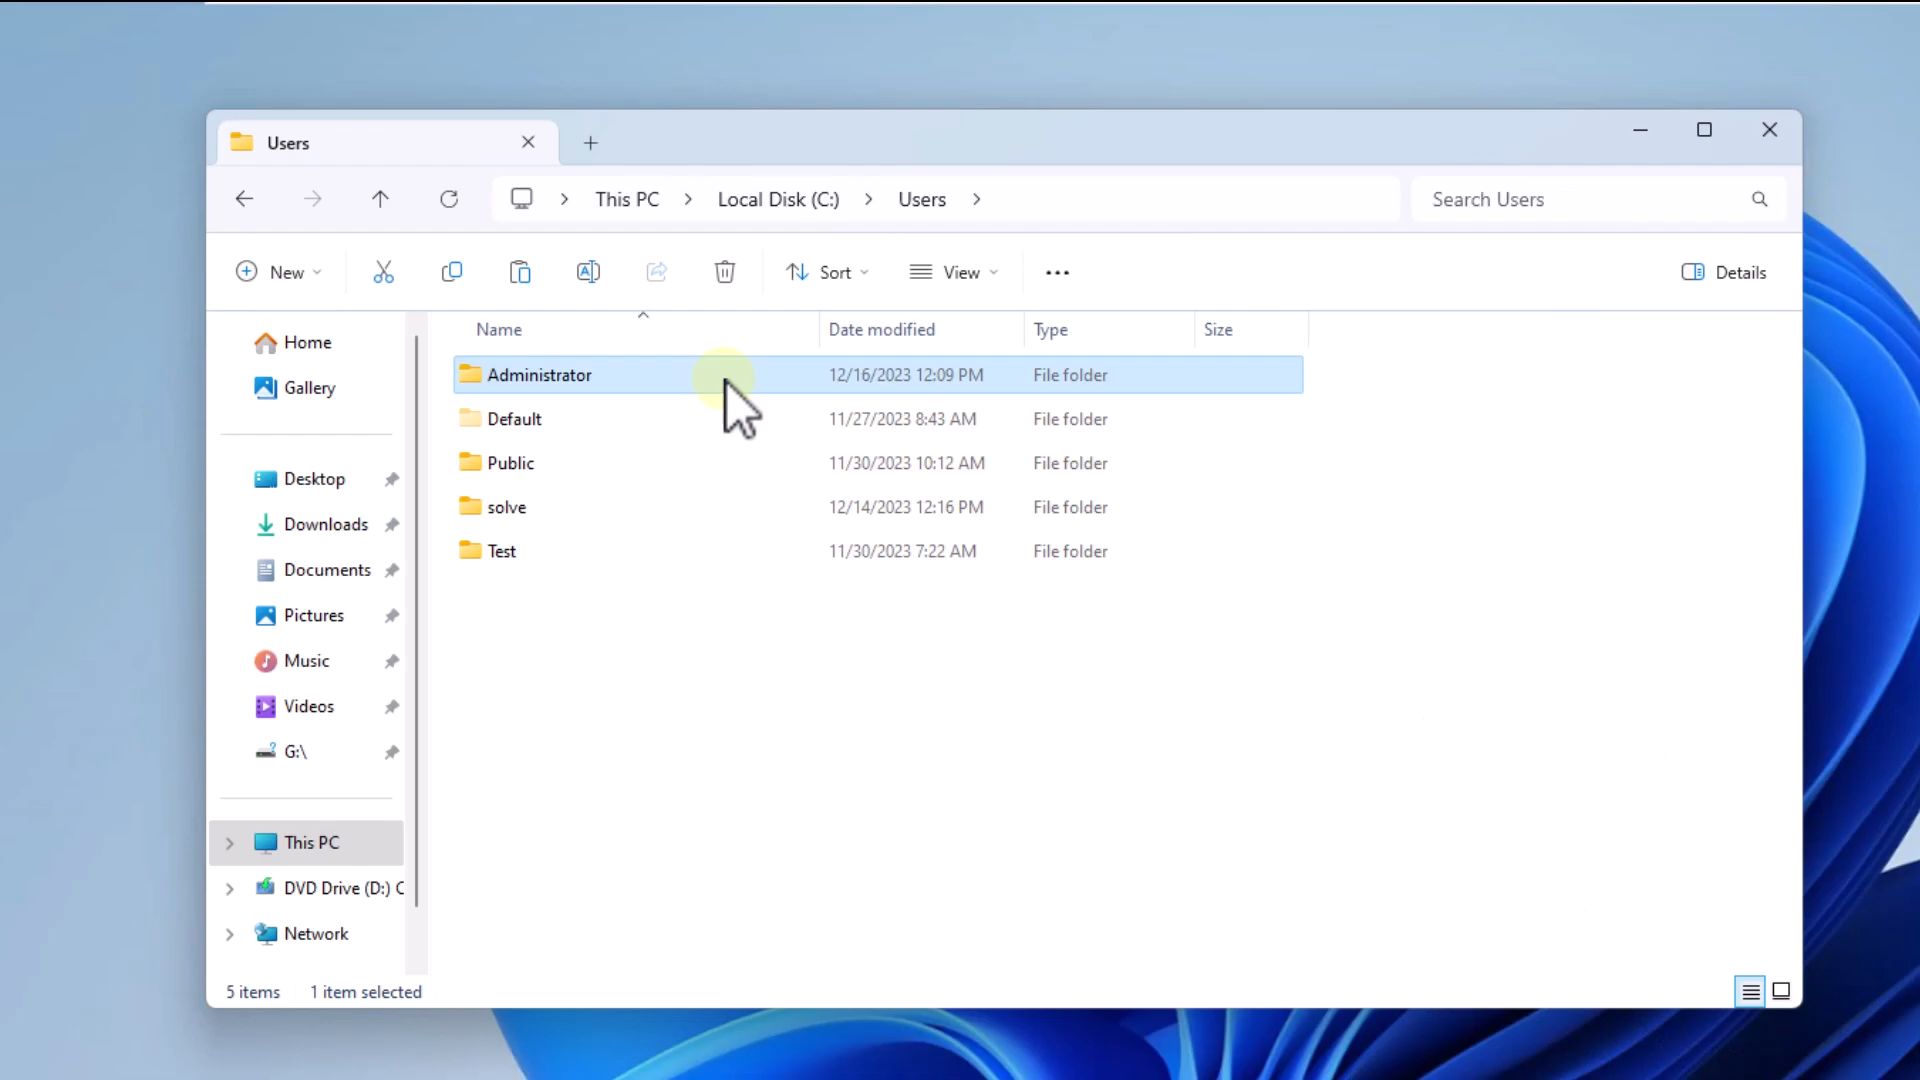 Users
This PC > Local Disk (C:) > Users >
Search Users
New
Sort
View
Details
Home
Gallery
Desktop
Downloads
Documents
Pictures
Music
Videos
G:\
This PC
DVD Drive (D:) C
Network
Name Date modified Type Size
Administrator 12/16/2023 12:09 PM File folder
Default 11/27/2023 8:43 AM File folder
Public 11/30/2023 10:12 AM File folder
solve 12/14/2023 12:16 PM File folder
Test 11/30/2023 7:22 AM File folder
5 items 1 item selected